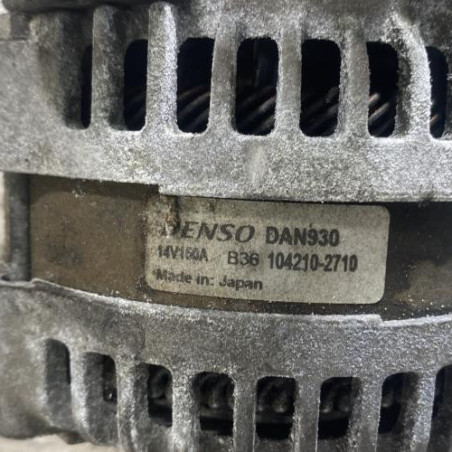 DENSO DAN930
14V150A B36 104210-2710
Made in: Japan